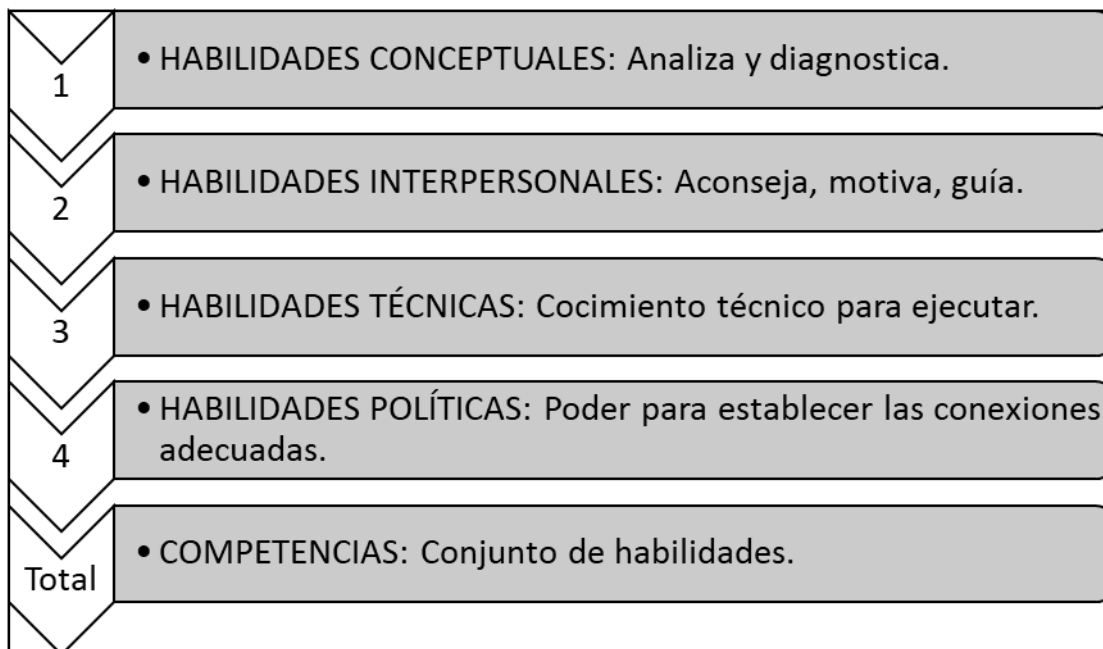 1
• HABILIDADES CONCEPTUALES: Analiza y diagnostica.
2
• HABILIDADES INTERPERSONALES: Aconseja, motiva, guía.
3
• HABILIDADES TÉCNICAS: Cocimiento técnico para ejecutar.
4
• HABILIDADES POLÍTICAS: Poder para establecer las conexiones
adecuadas.
Total
• COMPETENCIAS: Conjunto de habilidades.